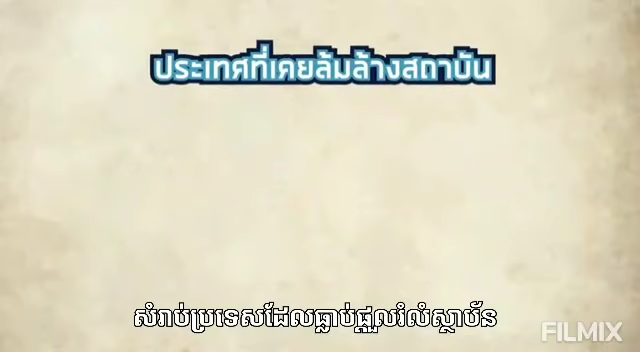 ประเทศที่เคยล้มล้างสถาบัน
សំរាប់ប្រទេសដែលធ្លាប់ផ្ដួលរំលំស្ថាប័ន
FILMIX